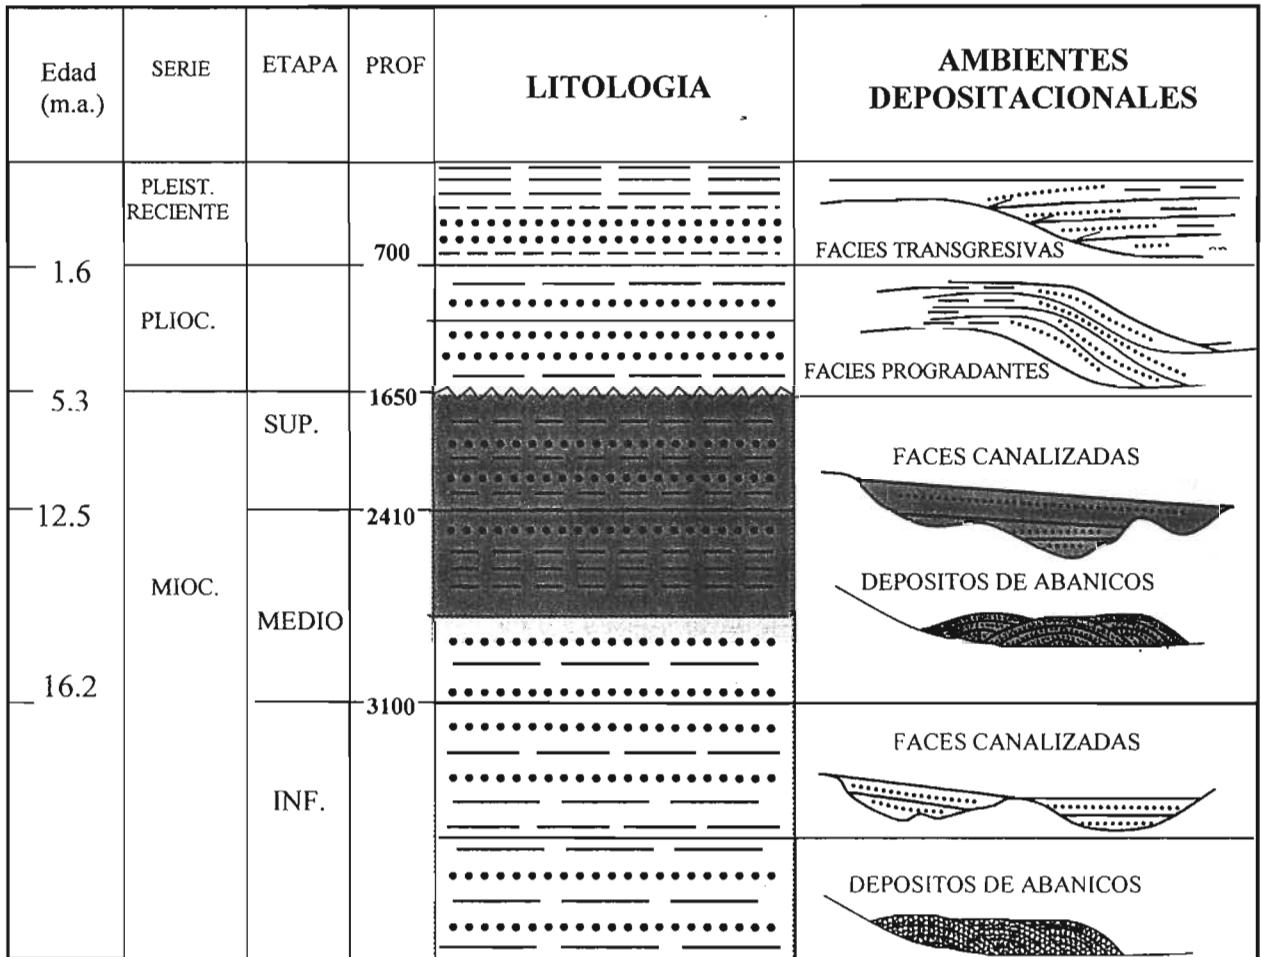 Edad
(m.a.)
SERIE
ETAPA
PROF
LITOLOGIA
AMBIENTES
DEPOSITACIONALES
PLEIST.
RECIENTE
700
FACIES TRANSGRESIVAS
1.6
PLIOC.
FACIES PROGRADANTES
5.3
1650
SUP.
FACES CANALIZADAS
12.5
2410
MIOC.
DEPOSITOS DE ABANICOS
MEDIO
16.2
3100
FACES CANALIZADAS
INF.
DEPOSITOS DE ABANICOS